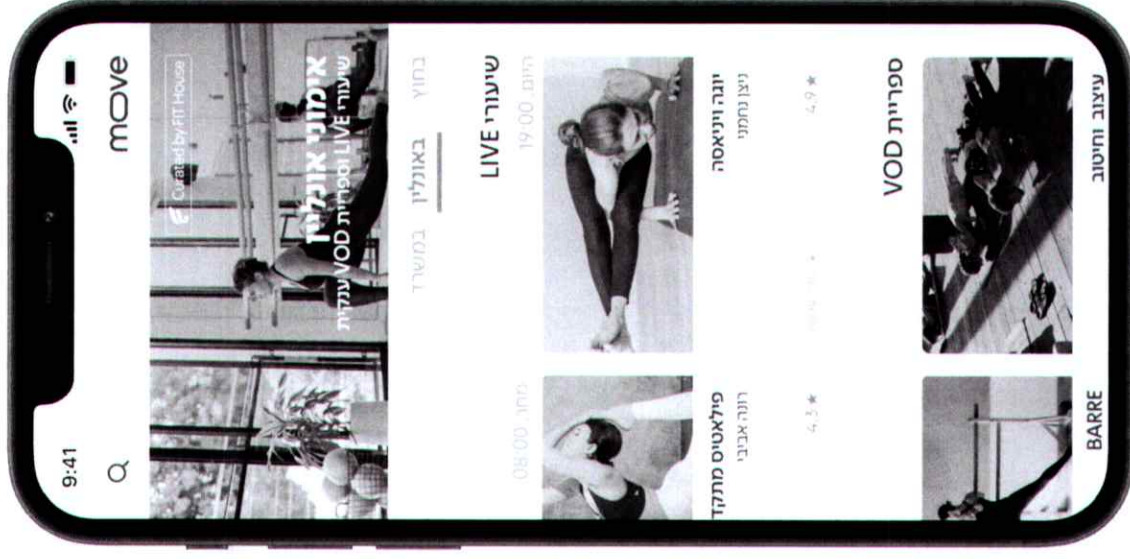 9:41
move
Curated by FIT House
אימוני אונליין
שיעורי LIVE וספריית VOD ענקית
בחוץ
באונליין
במשרד
שיעורי LIVE
היום, 19:00
מחר, 08:00
יוגה ויניאסה
ניצן נחמני
4.9 ★
פילאטיס מתקד
רונה אביבי
4.3 ★
ספריית VOD
עיצוב וחיטוב
BARRE